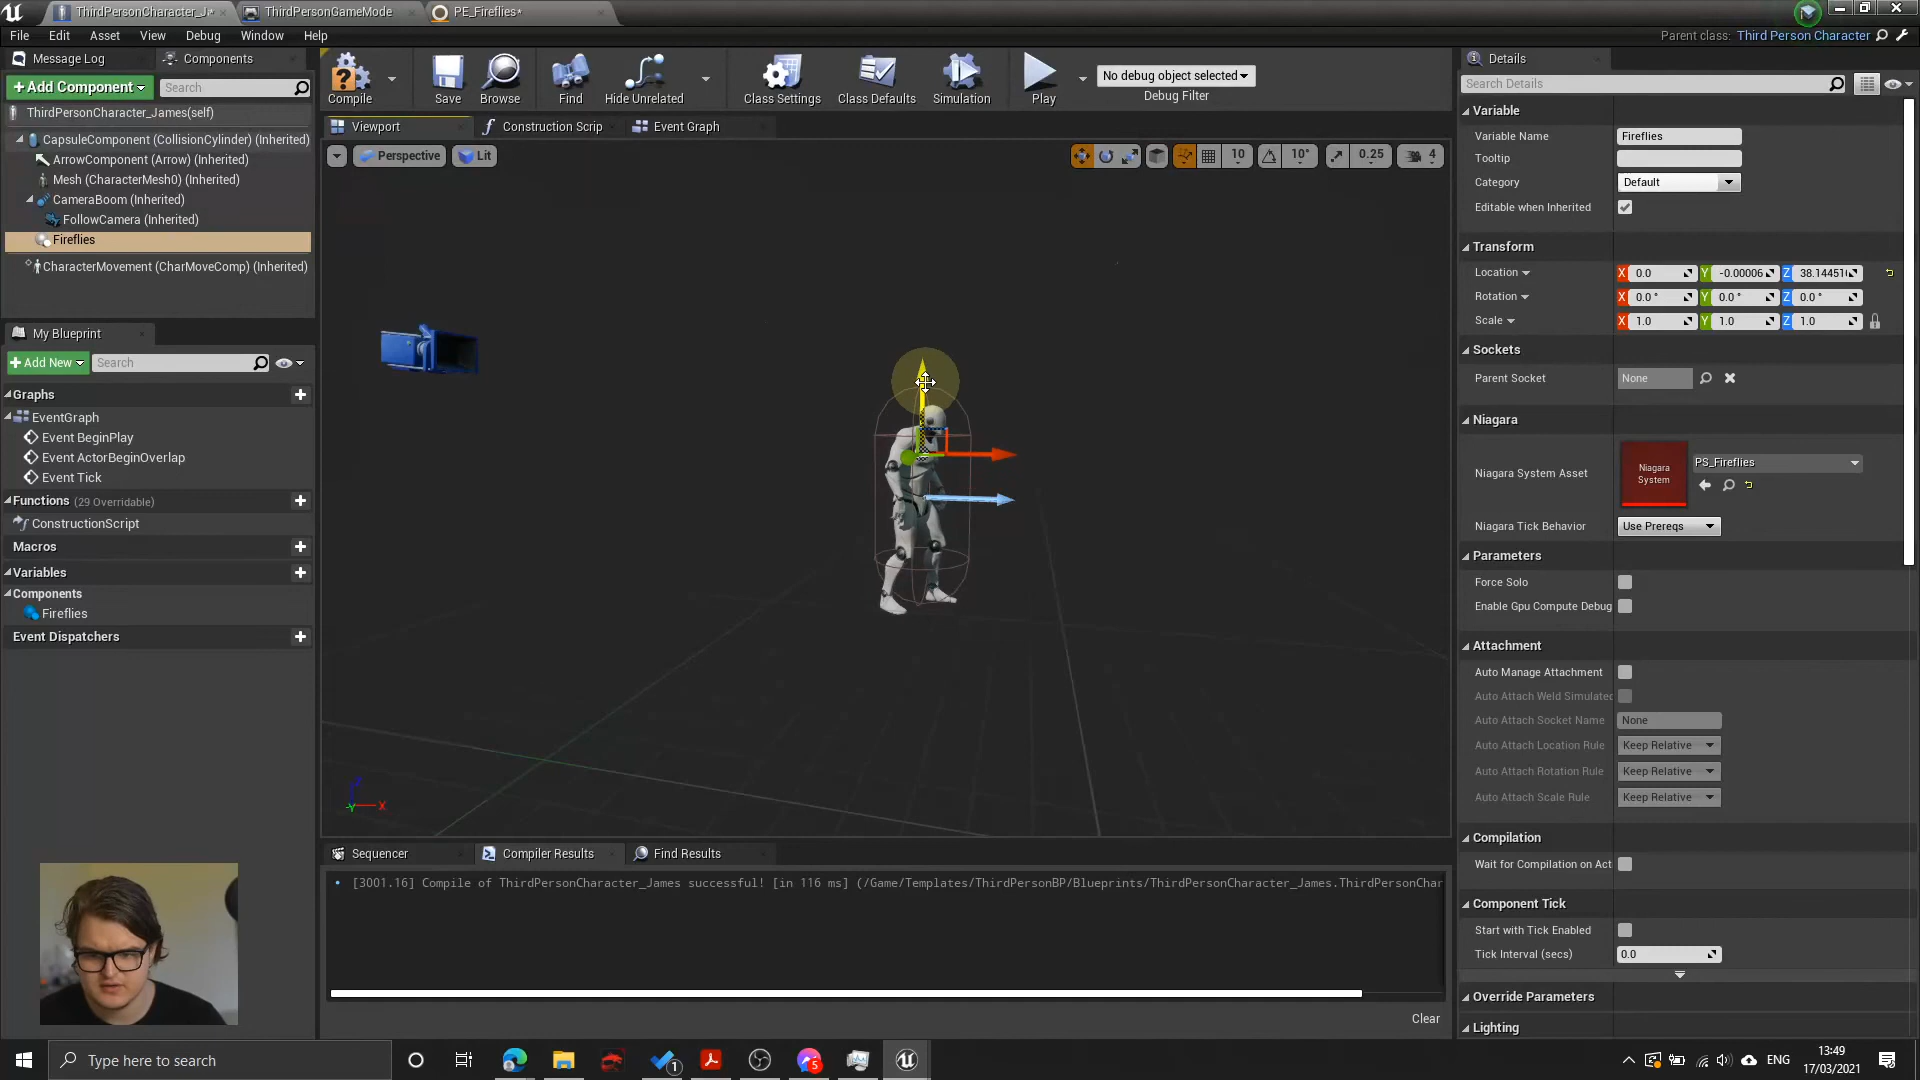 ThirdPersonCharacter_J*
ThirdPersonGameMode
PE_Fireflies*
File Edit Asset View Debug Window Help
Parent class: Third Person Character
Message Log
Components
+Add Component
Search
ThirdPersonCharacter_James(self)
CapsuleComponent (CollisionCylinder) (Inherited)
ArrowComponent (Arrow) (Inherited)
Mesh (CharacterMesh0) (Inherited)
CameraBoom (Inherited)
FollowCamera (Inherited)
Fireflies
CharacterMovement (CharMoveComp) (Inherited)
My Blueprint
+Add New
Search
Graphs
EventGraph
Event BeginPlay
Event ActorBeginOverlap
Event Tick
Functions (29 Overridable)
ConstructionScript
Macros
Variables
Components
Fireflies
Event Dispatchers
Compile
Save
Browse
Find
Hide Unrelated
Class Settings
Class Defaults
Simulation
Play
No debug object selected
Debug Filter
Viewport
Construction Scrip
Event Graph
Perspective
Lit
10
10°
0.25
4
Z
Y
X
Sequencer
Compiler Results
Find Results
[3001.16] Compile of ThirdPersonCharacter_James successful! [in 116 ms] (/Game/Templates/ThirdPersonBP/Blueprints/ThirdPersonCharacter_James.ThirdPersonChar
Clear
Details
Search Details
Variable
Variable Name Fireflies
Tooltip
Category Default
Editable when Inherited
Transform
Location X 0.0 Y -0.00006 Z 38.14451
Rotation X 0.0 ° Y 0.0 ° Z 0.0 °
Scale X 1.0 Y 1.0 Z 1.0
Sockets
Parent Socket None
Niagara
Niagara System Asset
Niagara
System
PS_Fireflies
Niagara Tick Behavior Use Prereqs
Parameters
Force Solo
Enable Gpu Compute Debug
Attachment
Auto Manage Attachment
Auto Attach Weld Simulated
Auto Attach Socket Name None
Auto Attach Location Rule Keep Relative
Auto Attach Rotation Rule Keep Relative
Auto Attach Scale Rule Keep Relative
Compilation
Wait for Compilation on Act
Component Tick
Start with Tick Enabled
Tick Interval (secs) 0.0
Override Parameters
Lighting
Type here to search
1
5
ENG
13:49
17/03/2021